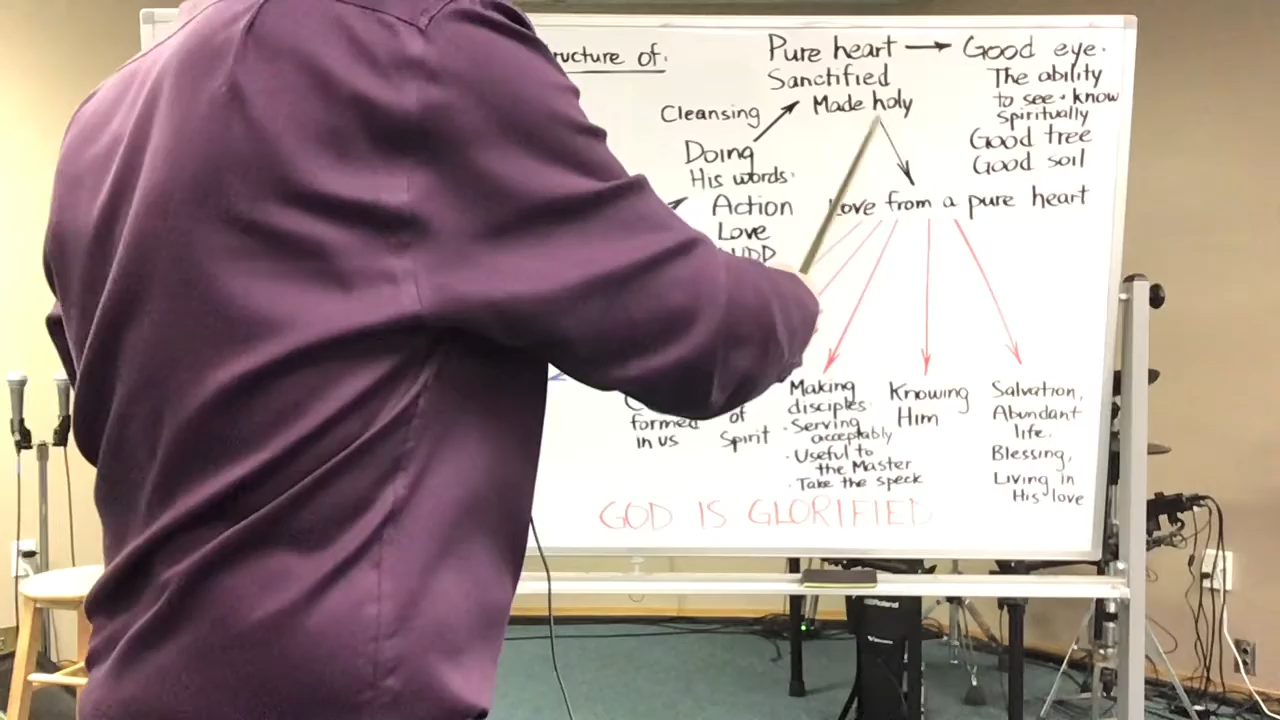 of:
Pure heart → Good eye.
Sanctified
Made holy
The ability
to see + know
spiritually
Good tree
Good soil
Cleansing
Doing
His words.
Action
Love
Love from a pure heart
formed
in us
of
Spirit
Making
disciples.
· Serving
acceptably
· Useful to
the Master
· Take the speck
Knowing
Him
Salvation,
Abundant
life.
Blessing,
Living in
His love
GOD IS GLORIFIED
Roland